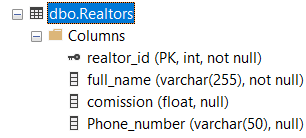 dbo.Realtors
Columns
realtor_id (PK, int, not null)
full_name (varchar(255), not null)
comission (float, null)
Phone_number (varchar(50), null)